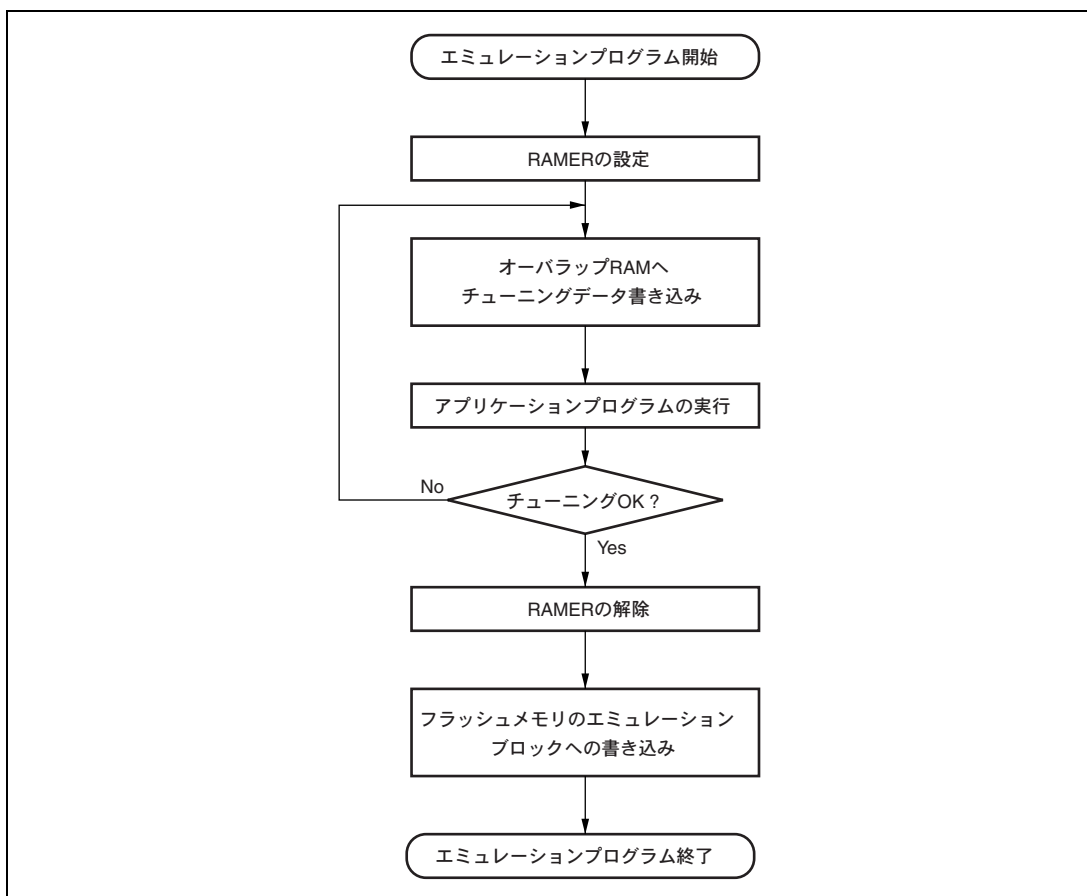 エミュレーションプログラム開始
RAMERの設定
オーバラップRAMへ
チューニングデータ書き込み
アプリケーションプログラムの実行
No
チューニングOK?
Yes
RAMERの解除
フラッシュメモリのエミュレーション
ブロックへの書き込み
エミュレーションプログラム終了